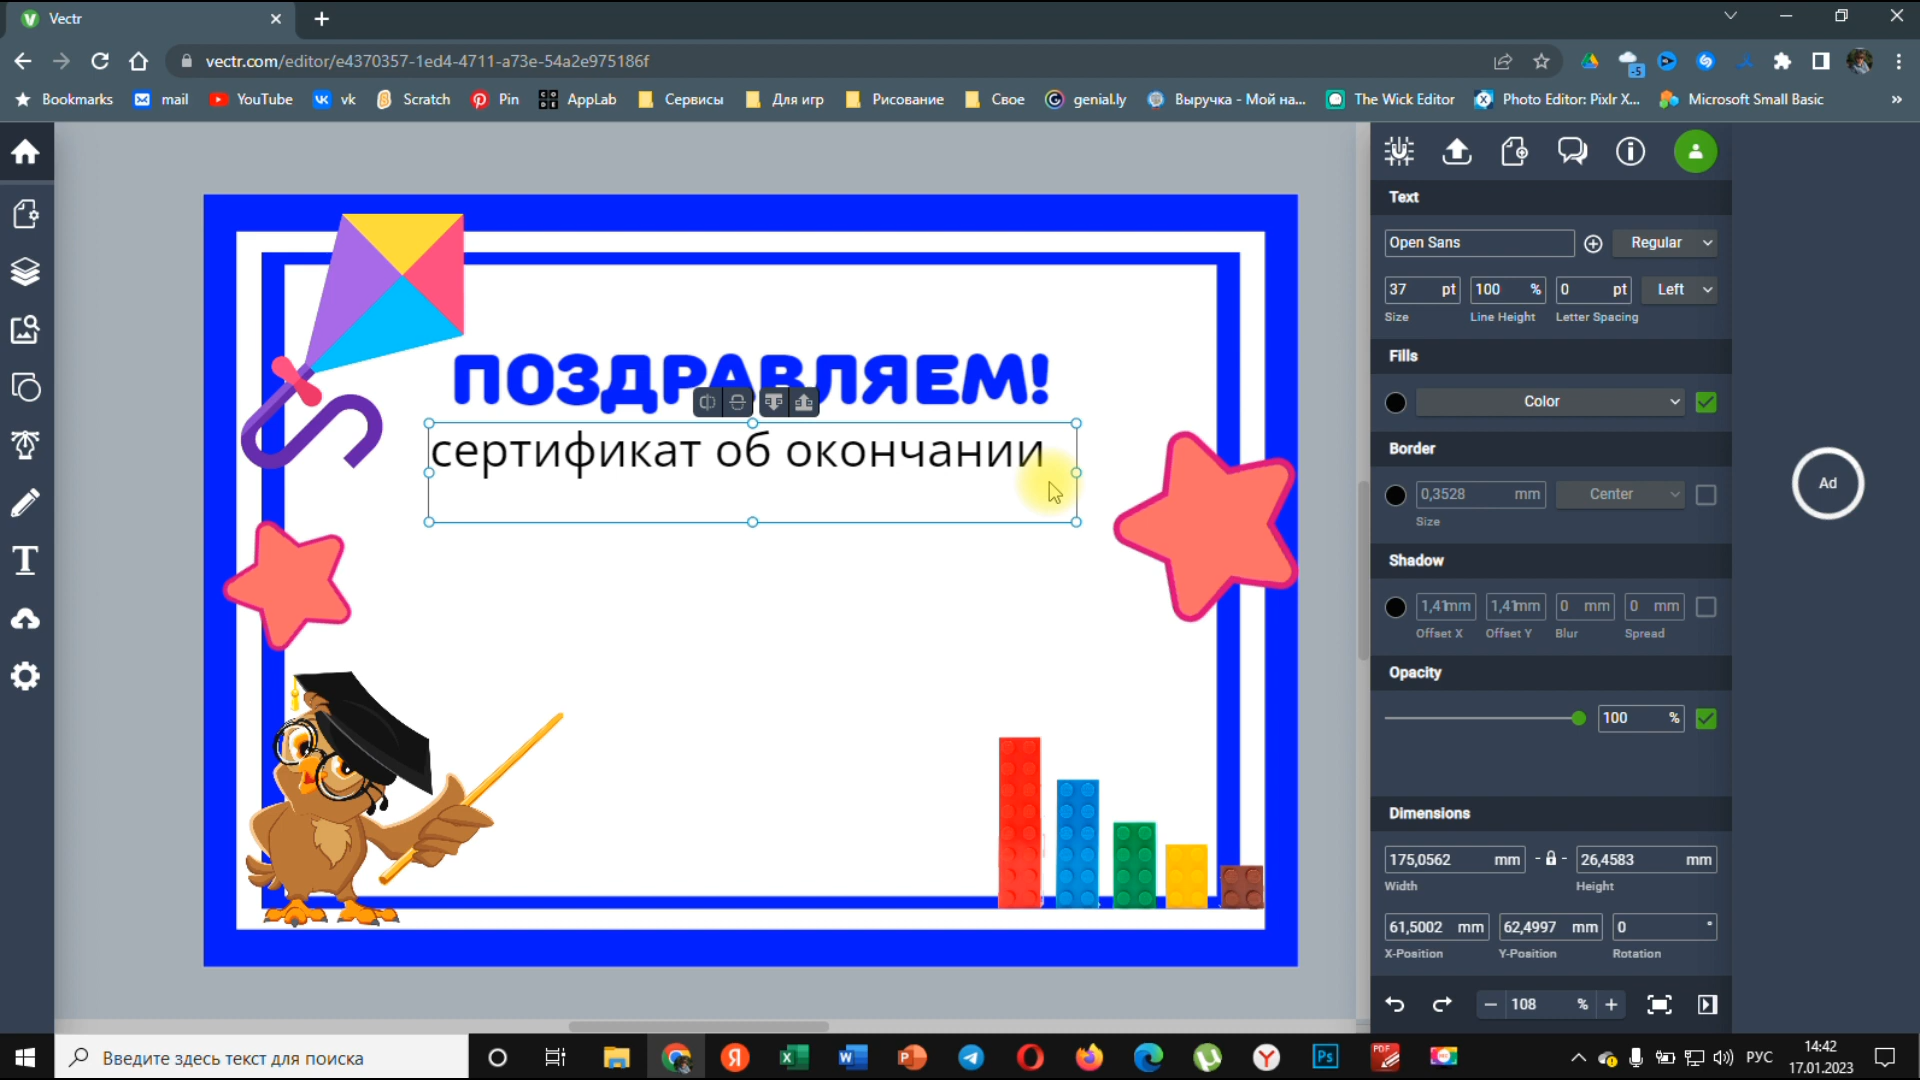 Vectr
vectr.com/editor/e4370357-1ed4-4711-a73e-54a2e975186f
-5
Bookmarks mail YouTube vk Scratch Pin AppLab Сервисы Для игр Рисование Свое genial.ly Выручка - Мой на... The Wick Editor Photo Editor: Pixlr X... Microsoft Small Basic »
ПОЗДРАВЛЯЕМ!
сертификат об окончании
Text
Open Sans Regular
37 pt 100 % 0 pt Left
Size Line Height Letter Spacing
Fills
Color
Border
0,3528 mm Center
Size
Shadow
1,41mm 1,41mm 0 mm 0 mm
Offset X Offset Y Blur Spread
Opacity
100 %
Dimensions
175,0562 mm 26,4583 mm
Width Height
61,5002 mm 62,4997 mm 0 °
X-Position Y-Position Rotation
108 %
Ad
Введите здесь текст для поиска
РУС
14:42
17.01.2023